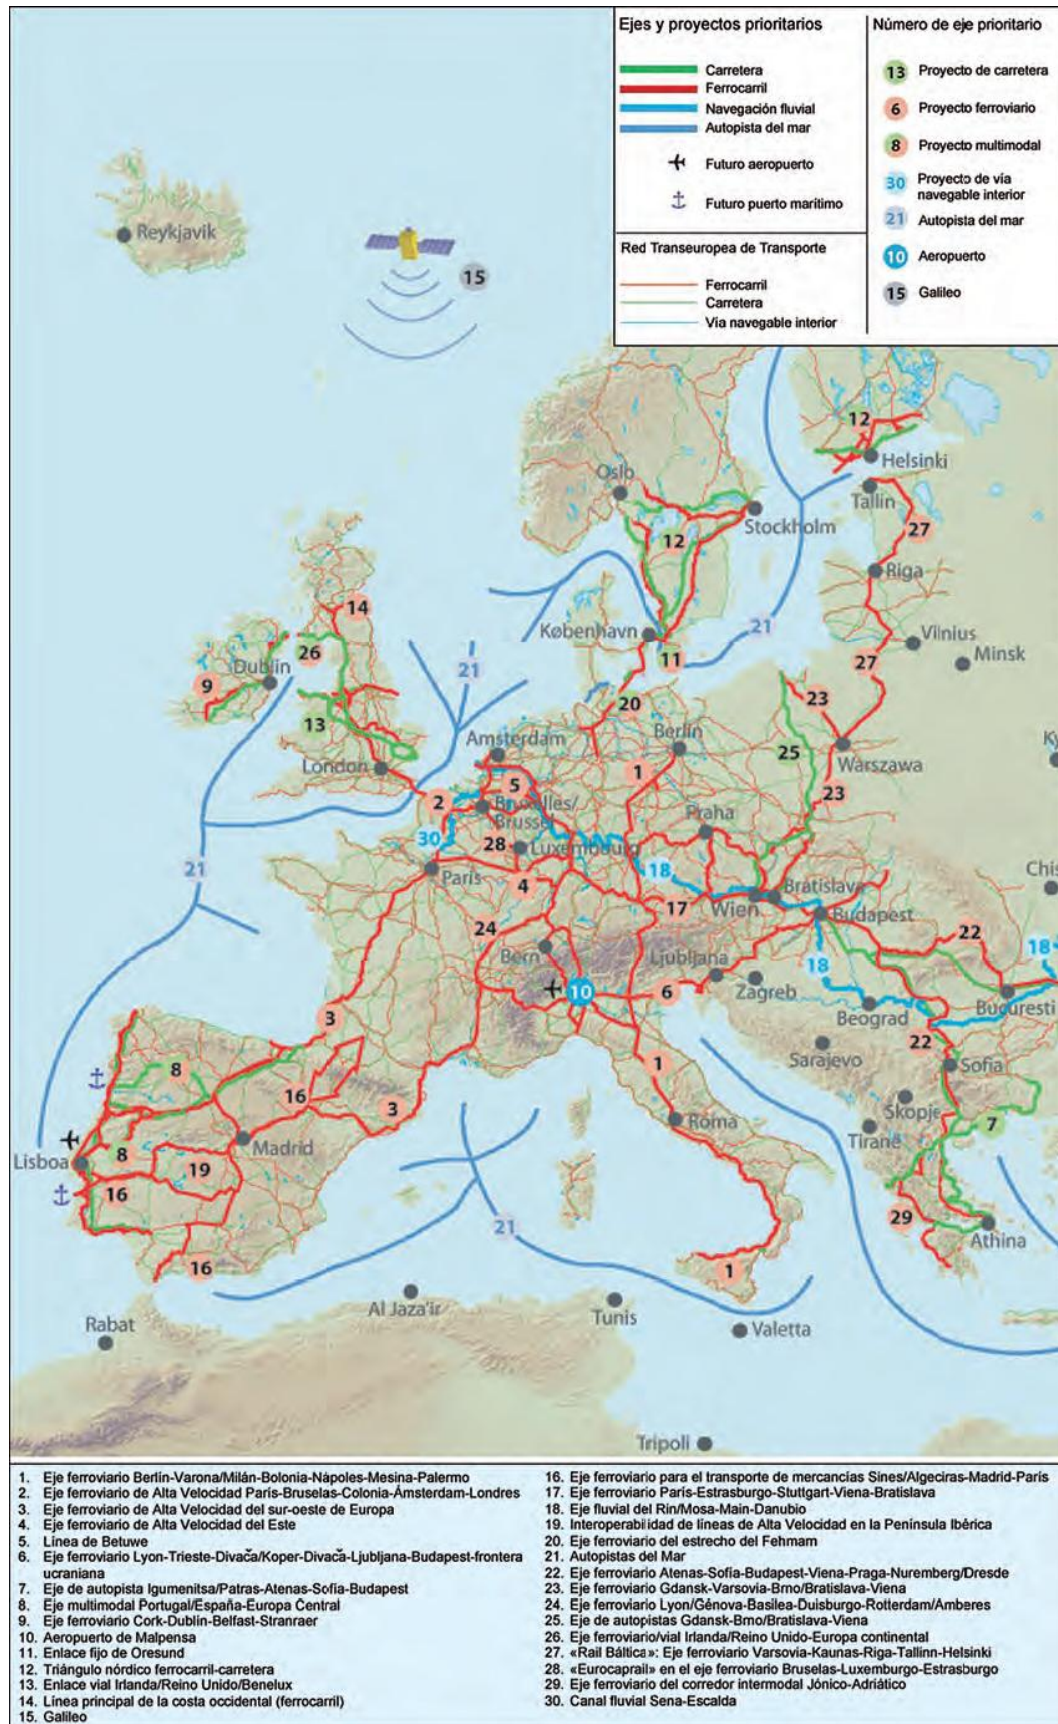 Ejes y proyectos prioritarios
Carretera
Ferrocarril
Navegación fluvial
Autopista del mar
Futuro aeropuerto
Futuro puerto marítimo
Red Transeuropea de Transporte
Ferrocarril
Carretera
Vía navegable interior
Número de eje prioritario
13 Proyecto de carretera
6 Proyecto ferroviario
8 Proyecto multimodal
30 Proyecto de vía
navegable interior
21 Autopista del mar
10 Aeropuerto
15 Galileo
Reykjavik
15
12
Helsinki
Oslo
Tallin
Stockholm
27
12
Riga
14
København
21
Vilnius
26
11
Minsk
Dublin
21
27
9
20
23
13
Amsterdam
Berlin
25
Ky
London
1
Warszawa
5
2
Bruxelles/
Brussel
23
30
Praha
28
Luxembourg
18
Chis
21
París
4
Bratislava
17
Wien
24
Budapest
22
Bern
Ljubljana
18
18
10
6
Zagreb
Bucuresti
3
Beograd
22
Sarajevo
8
1
Sofia
16
3
Skopje
7
Roma
Tirane
Madrid
8
Lisboa
19
16
29
21
Athina
16
1
Al Jaza'ir
Tunis
Rabat
Valetta
Tripoli
1. Eje ferroviario Berlín-Varona/Milán-Bolonia-Nápoles-Mesina-Palermo
2. Eje ferroviario de Alta Velocidad París-Bruselas-Colonia-Ámsterdam-Londres
3. Eje ferroviario de Alta Velocidad del sur-oeste de Europa
4. Eje ferroviario de Alta Velocidad del Este
5. Línea de Betuwe
6. Eje ferroviario Lyon-Trieste-Divača/Koper-Divača-Ljubljana-Budapest-frontera
ucraniana
7. Eje de autopista Igumenitsa/Patras-Atenas-Sofía-Budapest
8. Eje multimodal Portugal/España-Europa Central
9. Eje ferroviario Cork-Dublín-Belfast-Stranraer
10. Aeropuerto de Malpensa
11. Enlace fijo de Oresund
12. Triángulo nórdico ferrocarril-carretera
13. Enlace vial Irlanda/Reino Unido/Benelux
14. Línea principal de la costa occidental (ferrocarril)
15. Galileo
16. Eje ferroviario para el transporte de mercancías Sines/Algeciras-Madrid-París
17. Eje ferroviario París-Estrasburgo-Stuttgart-Viena-Bratislava
18. Eje fluvial del Rin/Mosa-Main-Danubio
19. Interoperabilidad de líneas de Alta Velocidad en la Península Ibérica
20. Eje ferroviario del estrecho del Fehmam
21. Autopistas del Mar
22. Eje ferroviario Atenas-Sofía-Budapest-Viena-Praga-Nuremberg/Dresde
23. Eje ferroviario Gdansk-Varsovia-Brno/Bratislava-Viena
24. Eje ferroviario Lyon/Génova-Basilea-Duisburgo-Rotterdam/Amberes
25. Eje de autopistas Gdansk-Brno/Bratislava-Viena
26. Eje ferroviario/vial Irlanda/Reino Unido-Europa continental
27. «Rail Báltica»: Eje ferroviario Varsovia-Kaunas-Riga-Tallinn-Helsinki
28. «Eurocaprail» en el eje ferroviario Bruselas-Luxemburgo-Estrasburgo
29. Eje ferroviario del corredor intermodal Jónico-Adriático
30. Canal fluvial Sena-Escalda